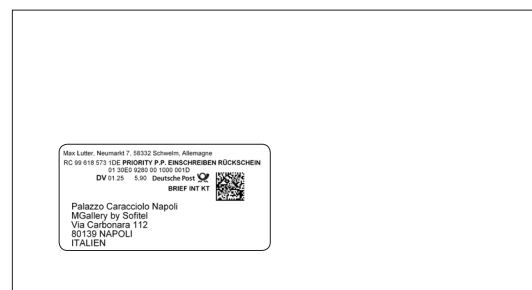 Max Lutter, Neumarkt 7, 58332 Schwelm, Allemagne
RC 99 618 573 1DE PRIORITY P.P. EINSCHREIBEN RÜCKSCHEIN
01 30E0 9280 00 1000 001D
DV 01.25 5,90 Deutsche Post
BRIEF INT KT
Palazzo Caracciolo Napoli
MGallery by Sofitel
Via Carbonara 112
80139 NAPOLI
ITALIEN